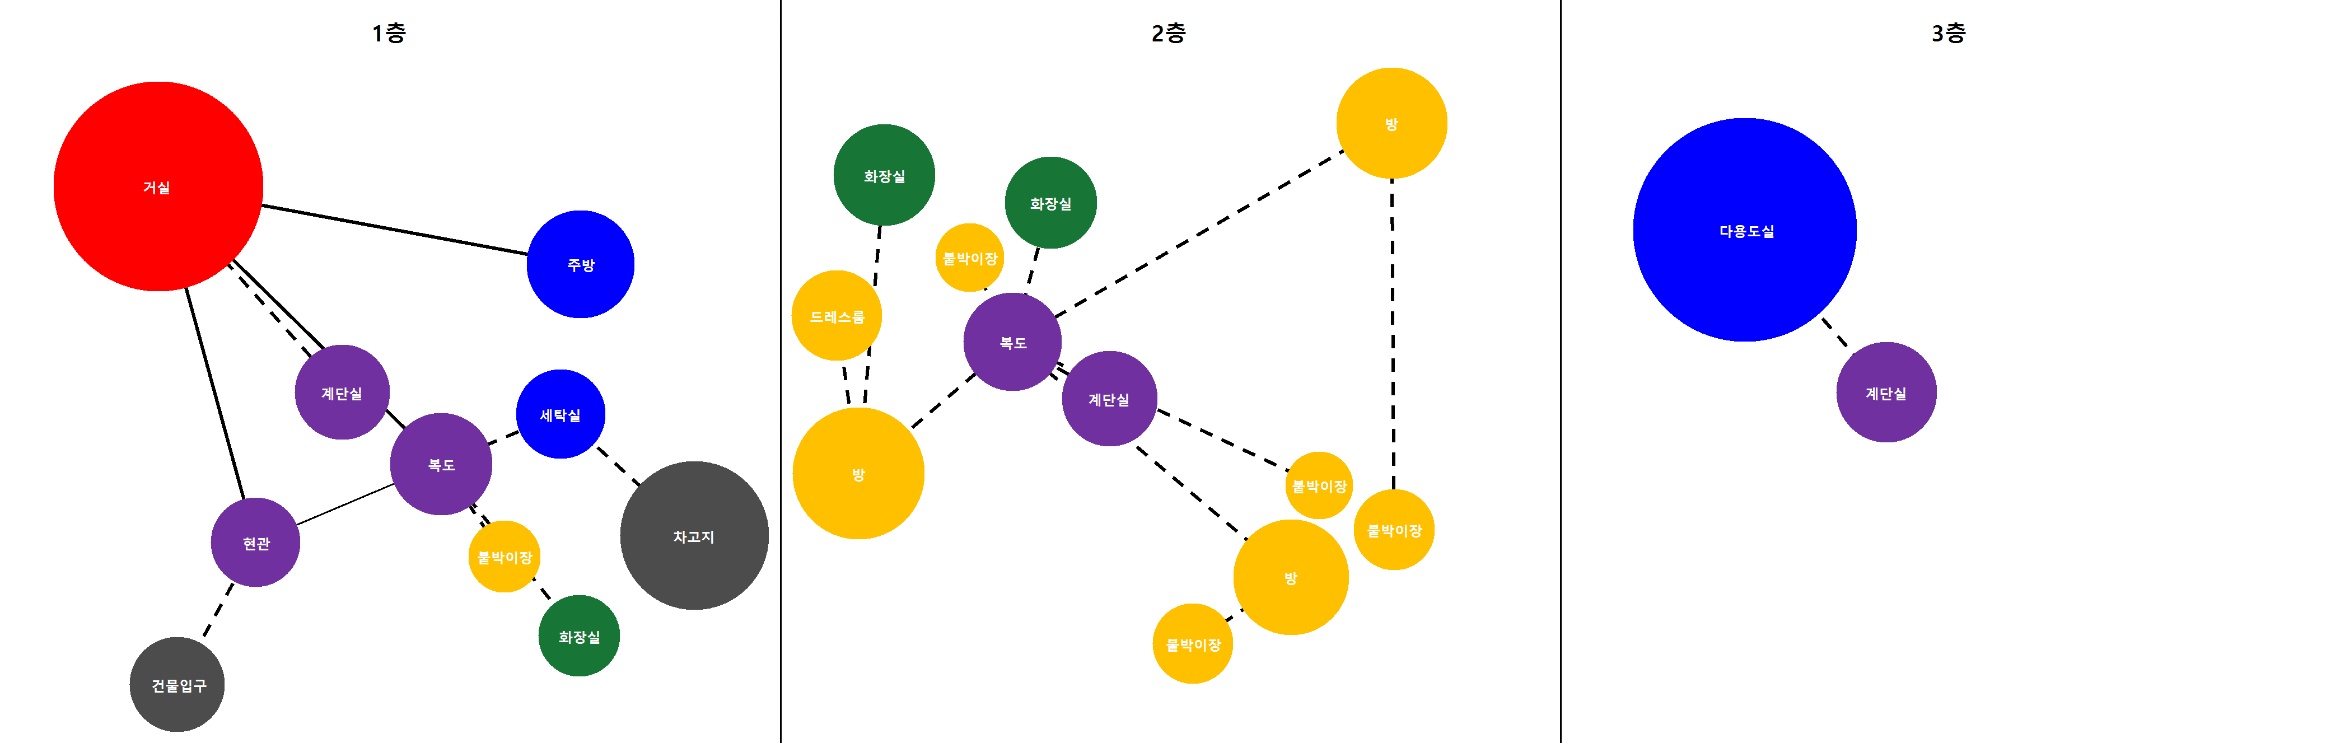 1층
거실
주방
계단실
세탁실
복도
차고지
현관
붙박이장
화장실
건물입구
2층
방
화장실
화장실
붙박이장
드레스룸
복도
계단실
방
붙박이장
붙박이장
방
붙박이장
3층
다용도실
계단실